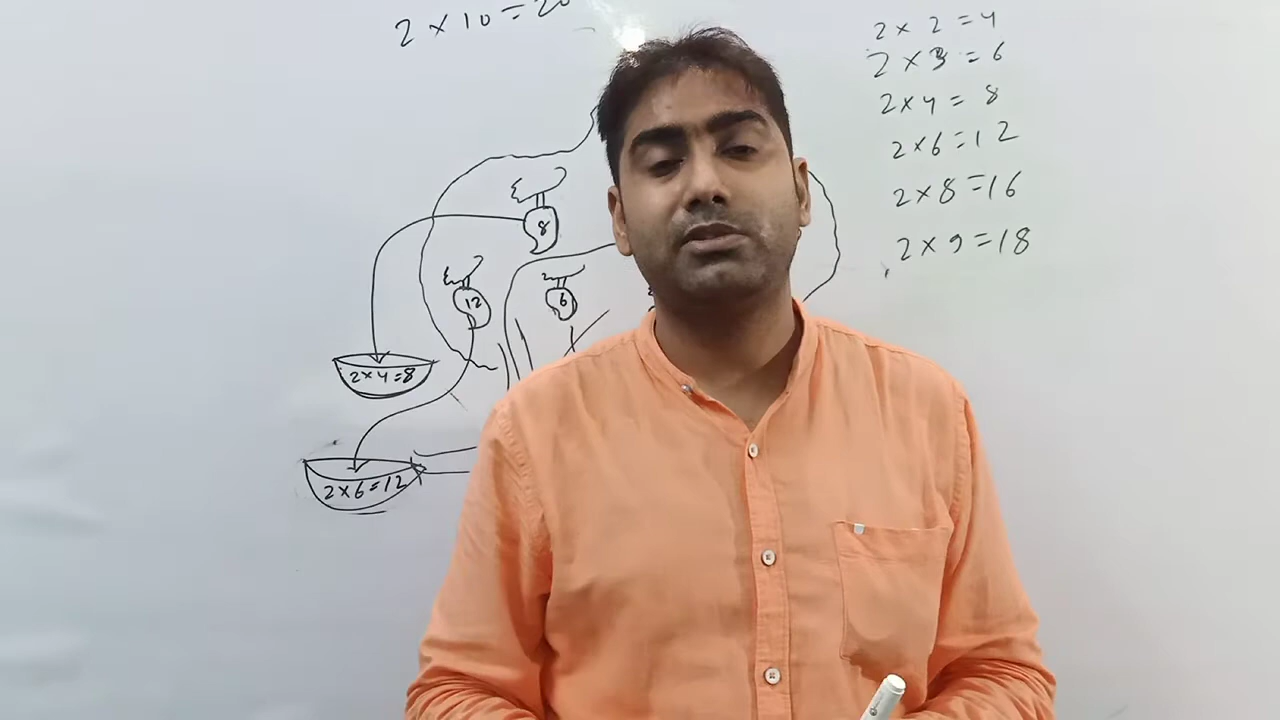 2 × 10 = 20
2 × 2 = 4
2 × 3 = 6
2 × 4 = 8
2 × 6 = 12
2 × 8 = 16
2 × 9 = 18
8
12
6
2 × 4 = 8
2 × 6 = 12